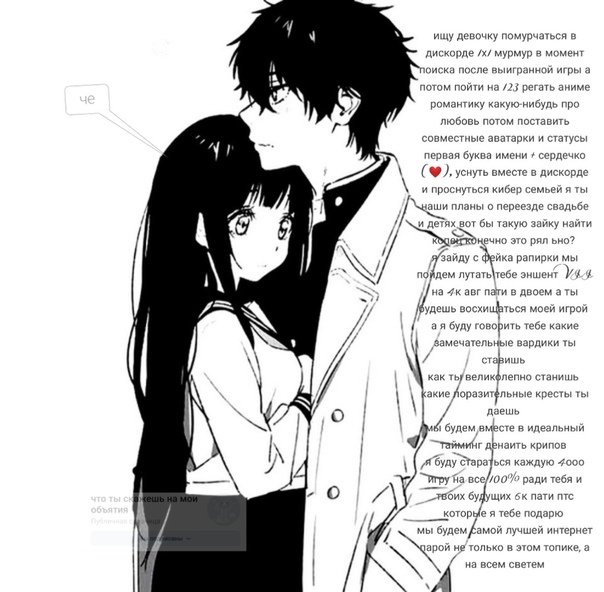 че
ищу девочку помурчаться в
дискорде /х/ мурмур в момент
поиска после выигранной игры а
потом пойти на 123 регать аниме
романтику какую-нибудь про
любовь потом поставить
совместные аватарки и статусы
первая буква имени + сердечко
(❤️), уснуть вместе в дискорде
и проснуться кибер семьей я ты
наши планы о переезде свадьбе
и детях вот бы такую зайку найти
конечно это рял ьно?
я зайду с фейка рапирки мы
пойдем лутать тебе эншент
на 4к авг пати в двоем а ты
будешь восхищаться моей игрой
а я буду говорить тебе какие
замечательные вардики ты
ставишь
как ты великолепно станишь
какие поразительные кресты ты
даешь
мы будем вместе в идеальный
тайминг денаить крипов
я буду стараться каждую 4000
игру на все 100% ради тебя и
твоих будущих 5к пати птс
которые я тебе подарю
мы будем самой лучшей интернет
парой не только в этом топике, а
на всем светем
что ты скажешь на мои
объятия
Публичная страница